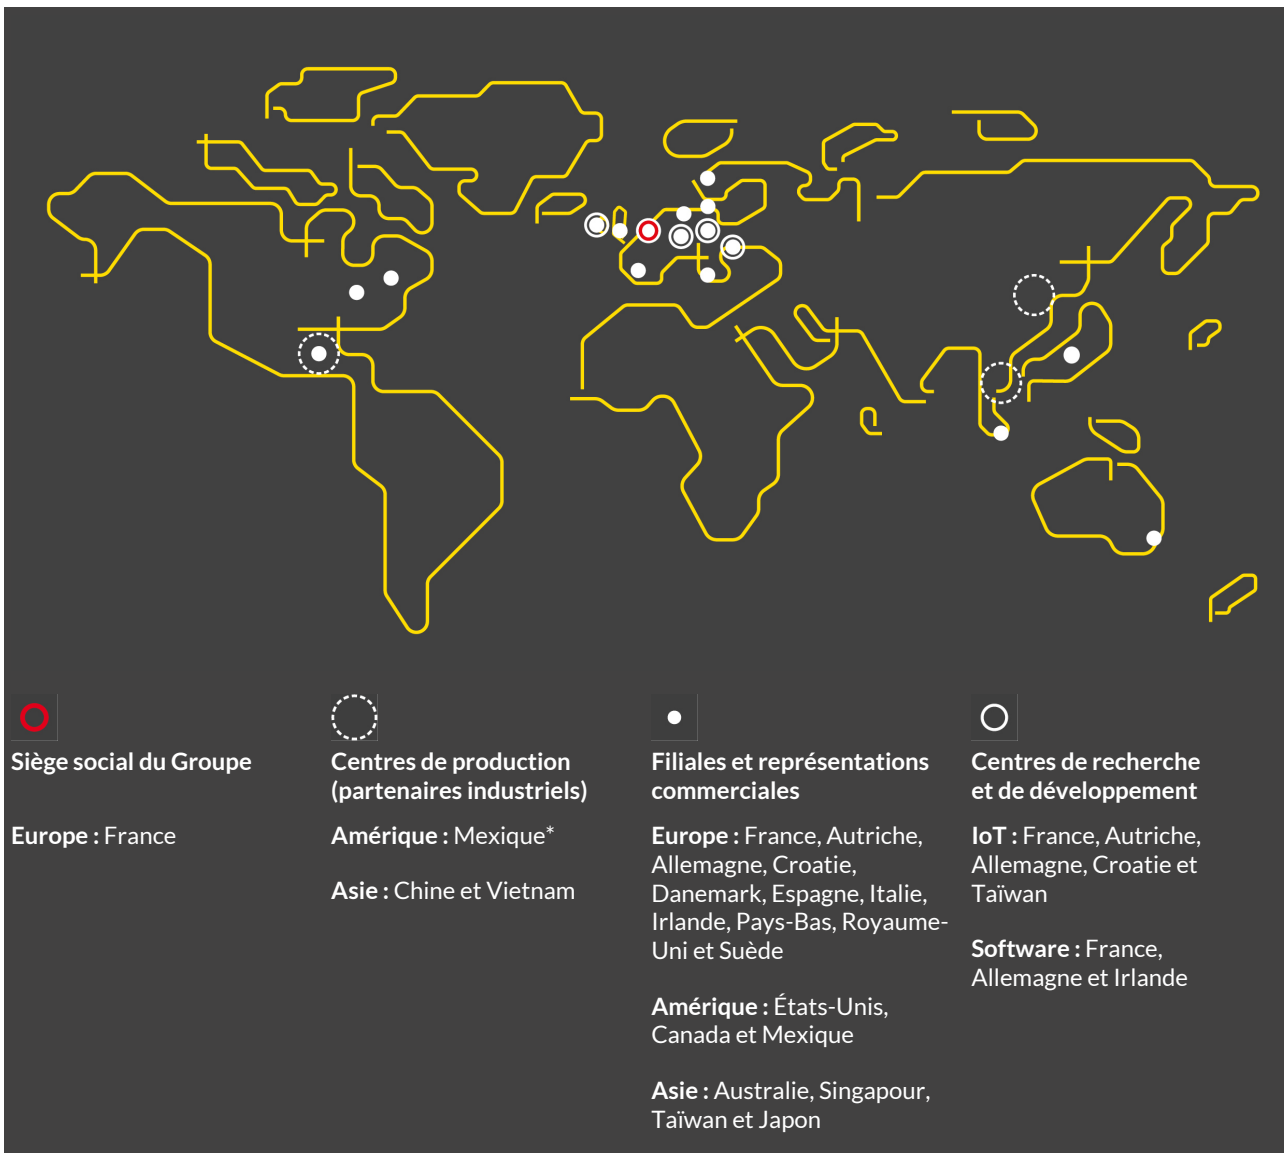 Siège social du Groupe
Europe : France
Centres de production
(partenaires industriels)
Amérique : Mexique*
Asie : Chine et Vietnam
Filiales et représentations
commerciales
Europe : France, Autriche,
Allemagne, Croatie,
Danemark, Espagne, Italie,
Irlande, Pays-Bas, Royaume-
Uni et Suède
Amérique : États-Unis,
Canada et Mexique
Asie : Australie, Singapour,
Taïwan et Japon
Centres de recherche
et de développement
IoT : France, Autriche,
Allemagne, Croatie et
Taïwan
Software : France,
Allemagne et Irlande